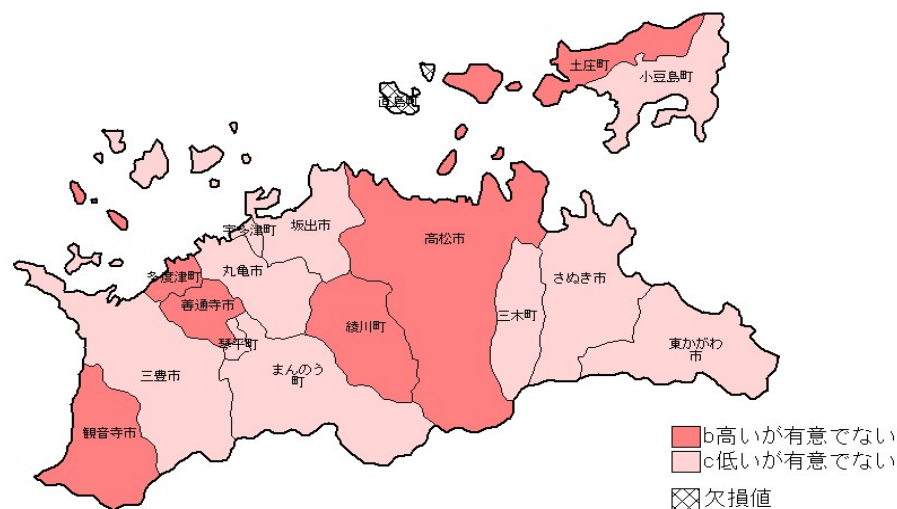 土庄町
小豆島町
直島町
宇多津町
坂出市
高松市
多度津町
丸亀市
さぬき市
善通寺市
三木町
綾川町
琴平町
東かがわ
市
三豊市
まんのう
町
観音寺市
b高いが有意でない
c低いが有意でない
欠損値